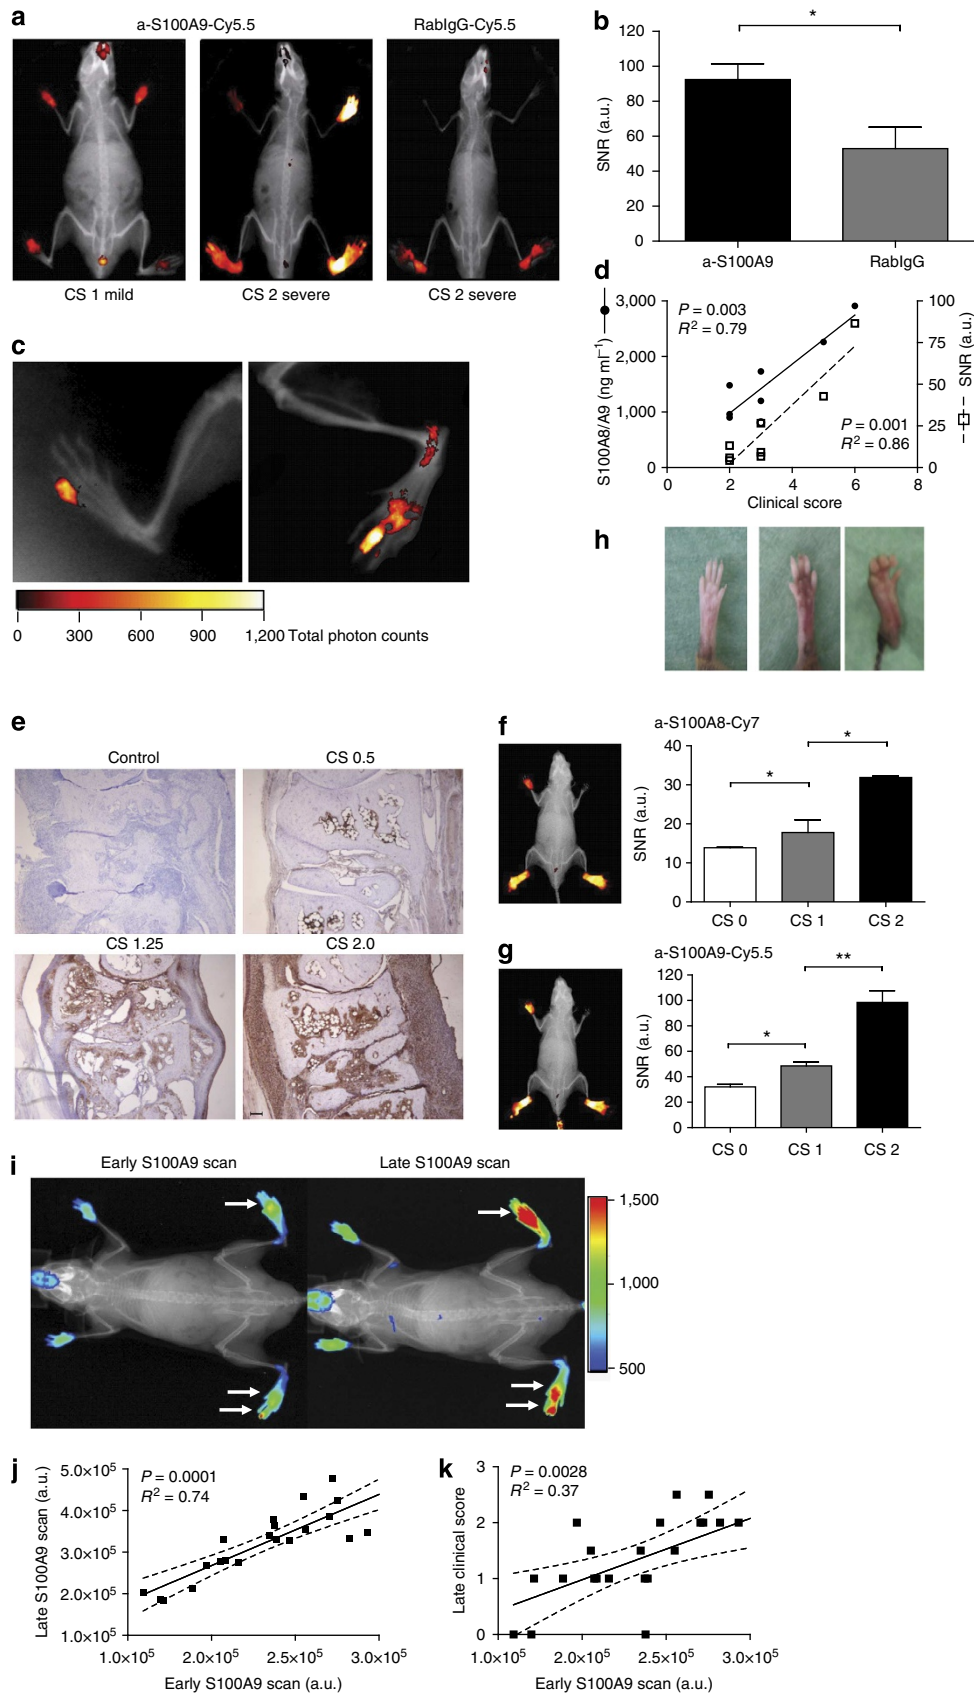 a
a-S100A9-Cy5.5
RabIgG-Cy5.5
CS 1 mild
CS 2 severe
CS 2 severe
b
*
SNR (a.u.)
120
100
80
60
40
20
0
a-S100A9
RabIgG
c
0
300
600
900
1,200
Total photon counts
d
S100A8/A9 (ng ml⁻¹)
3,000
2,000
1,000
0
P = 0.003
R² = 0.79
P = 0.001
R² = 0.86
100
75
50
25
0
SNR (a.u.)
0
2
4
6
8
Clinical score
h
e
Control
CS 0.5
CS 1.25
CS 2.0
f
a-S100A8-Cy7
*
*
SNR (a.u.)
40
30
20
10
0
CS 0
CS 1
CS 2
g
a-S100A9-Cy5.5
**
*
SNR (a.u.)
120
100
80
60
40
20
0
CS 0
CS 1
CS 2
i
Early S100A9 scan
Late S100A9 scan
1,500
1,000
500
j
P = 0.0001
R² = 0.74
Late S100A9 scan (a.u.)
5.0×10⁵
4.0×10⁵
3.0×10⁵
2.0×10⁵
1.0×10⁵
1.0×10⁵
2.0×10⁵
2.5×10⁵
3.0×10⁵
Early S100A9 scan (a.u.)
k
P = 0.0028
R² = 0.37
Late clinical score
3
2
1
0
1.0×10⁵
2.0×10⁵
2.5×10⁵
3.0×10⁵
Early S100A9 scan (a.u.)